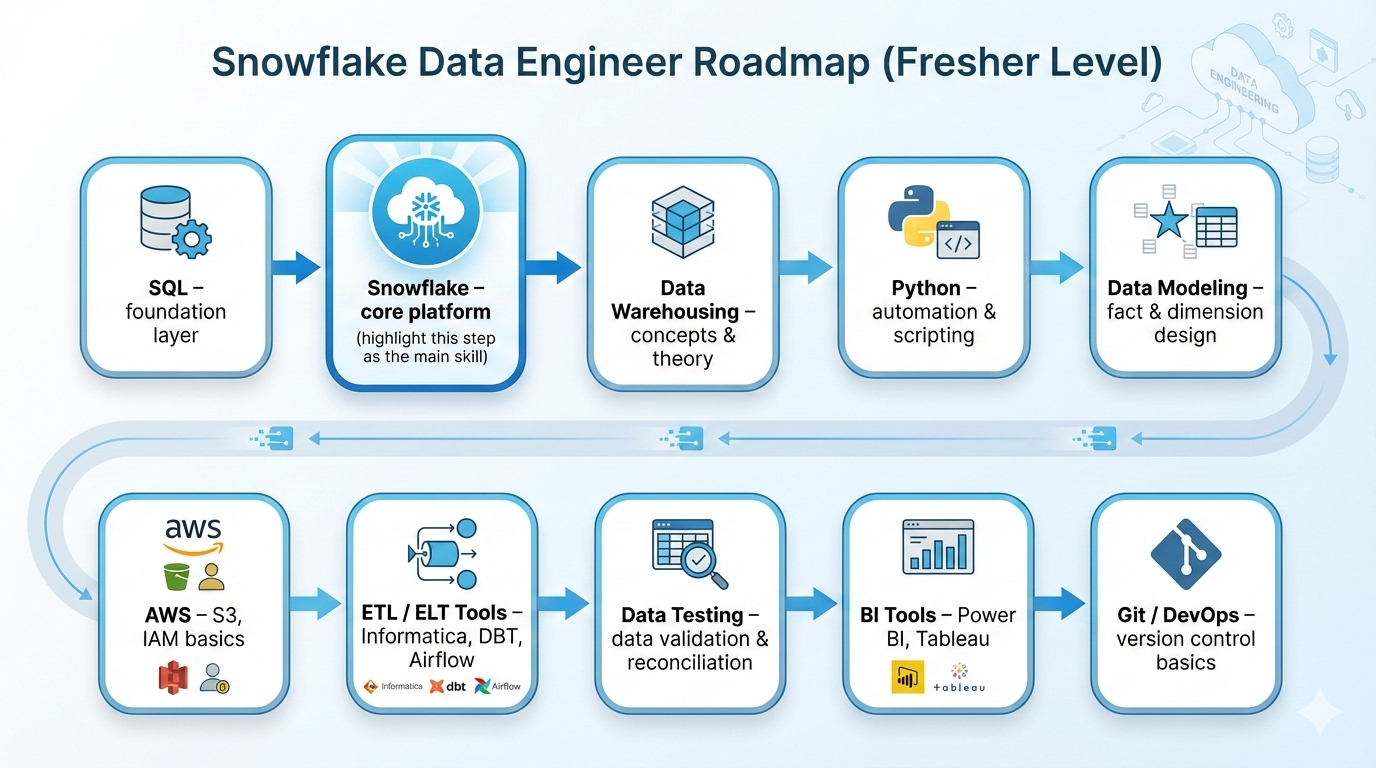 Snowflake Data Engineer Roadmap (Fresher Level)
DATA
ENGINEERING
SQL –
foundation
layer
Snowflake –
core platform
(highlight this step
as the main skill)
Data
Warehousing –
concepts &
theory
</>
Python –
automation &
scripting
Data Modeling –
fact & dimension
design
aws
AWS – S3,
IAM basics
ETL / ELT Tools –
Informatica, DBT,
Airflow
Informatica
dbt
Airflow
Data Testing –
data validation &
reconciliation
BI Tools – Power
BI, Tableau
+ableau
Git / DevOps –
version control
basics